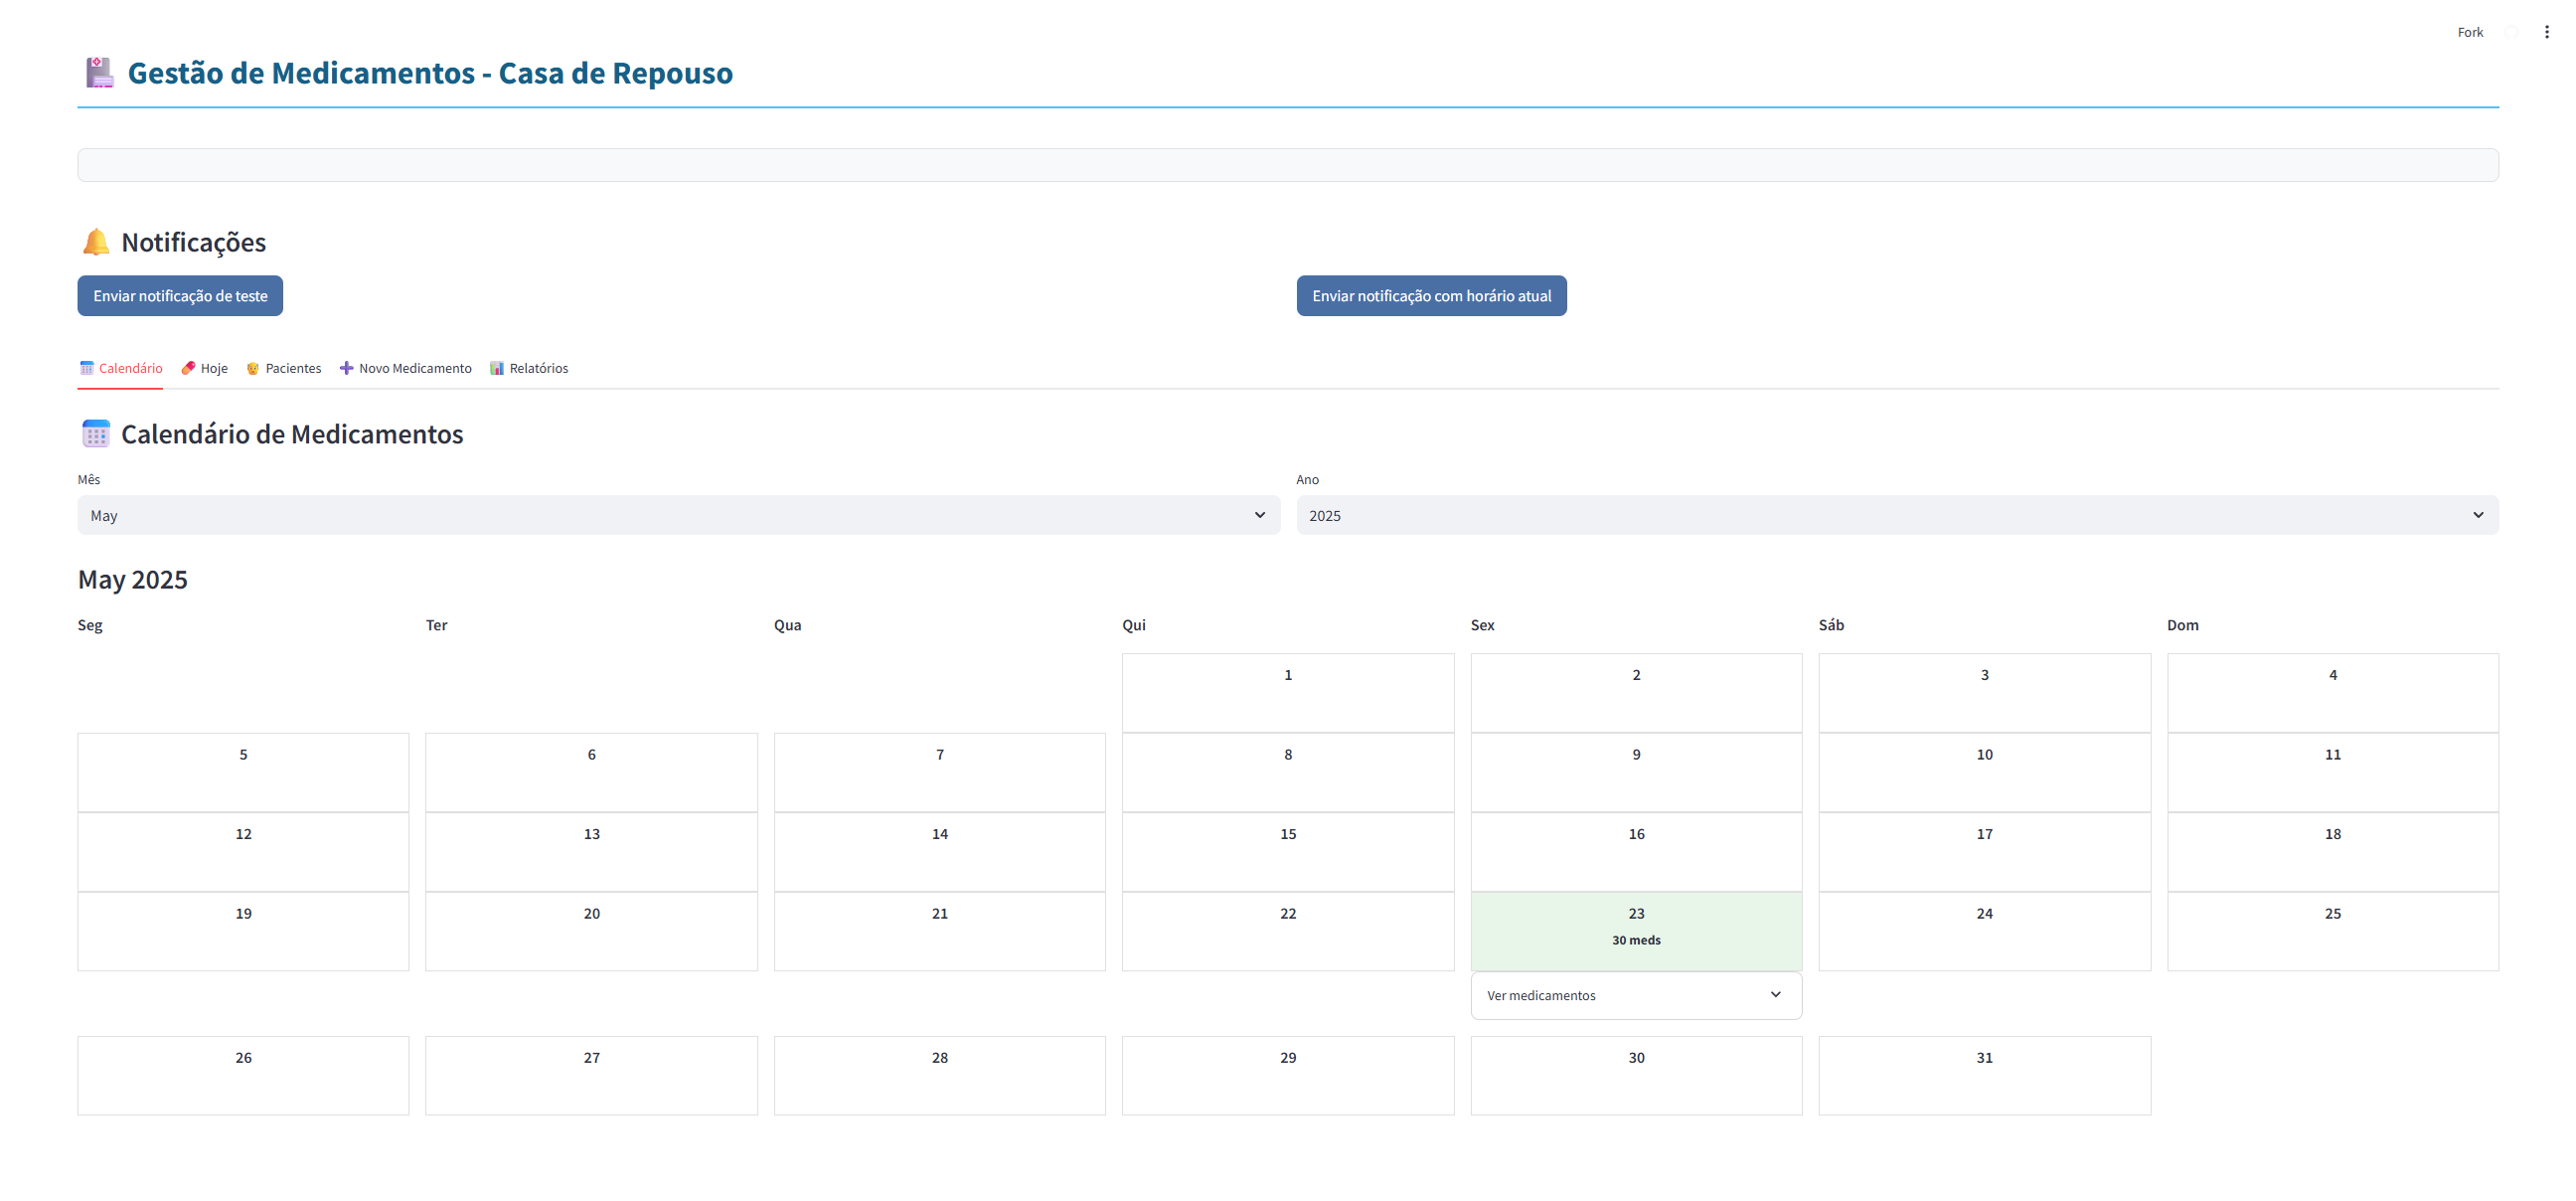 Fork
Gestão de Medicamentos - Casa de Repouso
Notificações
Enviar notificação de teste
Enviar notificação com horário atual
Calendário Hoje Pacientes Novo Medicamento Relatórios
Calendário de Medicamentos
Mês Ano
May 2025
May 2025
Seg Ter Qua Qui Sex Sáb Dom
1 2 3 4
5 6 7 8 9 10 11
12 13 14 15 16 17 18
19 20 21 22 23 24 25
30 meds
Ver medicamentos
26 27 28 29 30 31